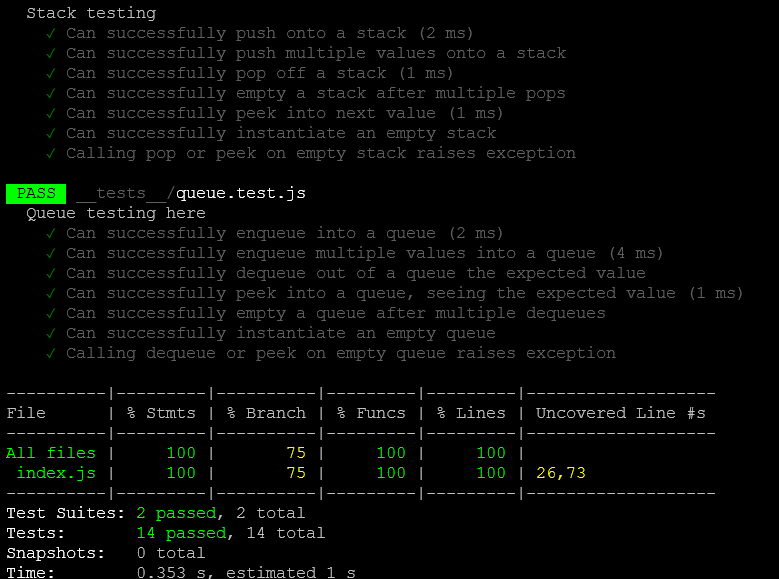 Stack testing
✓ Can successfully push onto a stack (2 ms)
✓ Can successfully push multiple values onto a stack
✓ Can successfully pop off a stack (1 ms)
✓ Can successfully empty a stack after multiple pops
✓ Can successfully peek into next value (1 ms)
✓ Can successfully instantiate an empty stack
✓ Calling pop or peek on empty stack raises exception
PASS __tests__/queue.test.js
Queue testing here
✓ Can successfully enqueue into a queue (2 ms)
✓ Can successfully enqueue multiple values into a queue (4 ms)
✓ Can successfully dequeue out of a queue the expected value
✓ Can successfully peek into a queue, seeing the expected value (1 ms)
✓ Can successfully empty a queue after multiple dequeues
✓ Can successfully instantiate an empty queue
✓ Calling dequeue or peek on empty queue raises exception
----------|---------|----------|---------|---------|-------------------
File      | % Stmts | % Branch | % Funcs | % Lines | Uncovered Line #s
----------|---------|----------|---------|---------|-------------------
All files |     100 |       75 |     100 |     100 |
 index.js |     100 |       75 |     100 |     100 | 26,73
----------|---------|----------|---------|---------|-------------------
Test Suites: 2 passed, 2 total
Tests:       14 passed, 14 total
Snapshots:   0 total
Time:        0.353 s, estimated 1 s